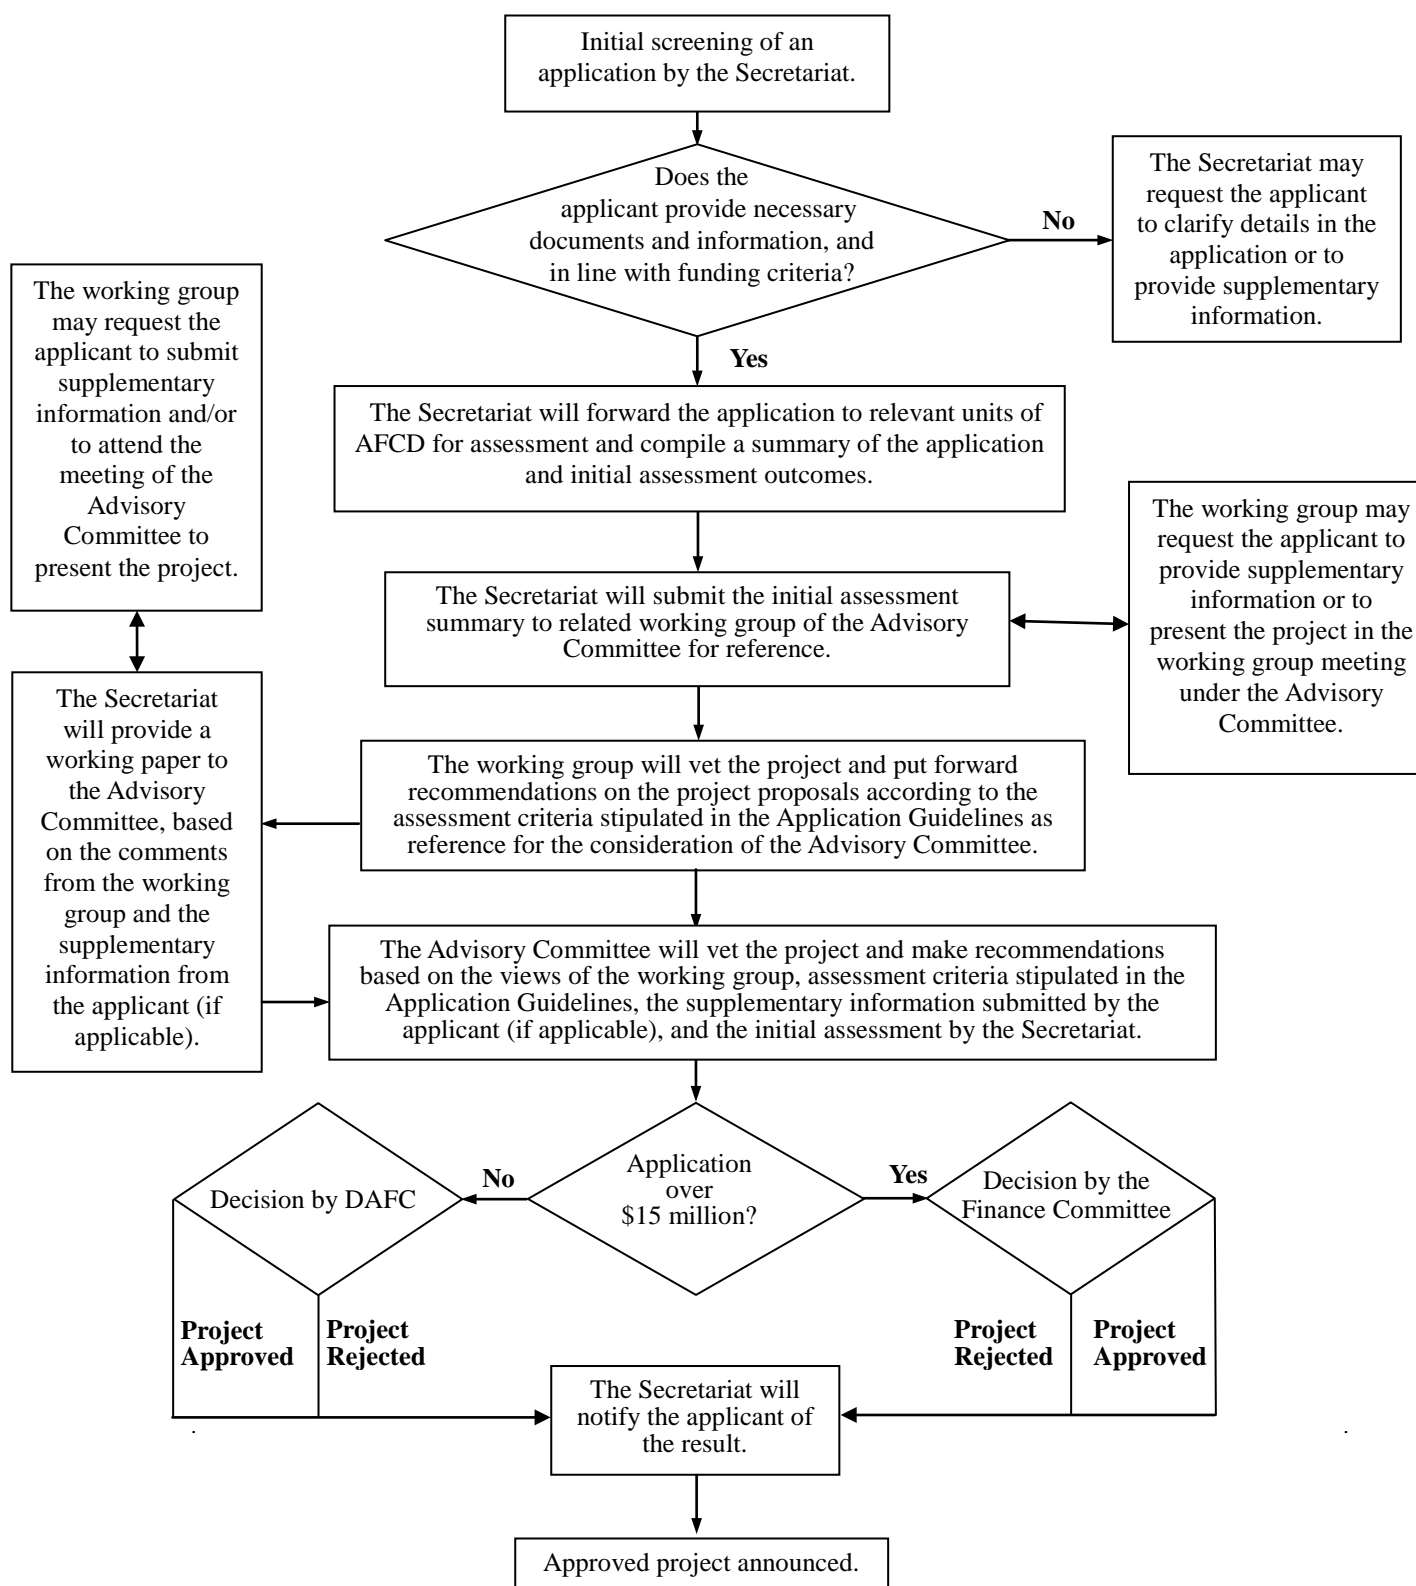 Initial screening of an
application by the Secretariat.
Does the
applicant provide necessary
documents and information, and
in line with funding criteria?
No
The Secretariat may
request the applicant
to clarify details in the
application or to
provide supplementary
information.
Yes
The Secretariat will forward the application to relevant units of
AFCD for assessment and compile a summary of the application
and initial assessment outcomes.
The Secretariat will submit the initial assessment
summary to related working group of the Advisory
Committee for reference.
The working group may
request the applicant to
provide supplementary
information or to
present the project in the
working group meeting
under the Advisory
Committee.
The working group will vet the project and put forward
recommendations on the project proposals according to the
assessment criteria stipulated in the Application Guidelines as
reference for the consideration of the Advisory Committee.
The working group
may request the
applicant to submit
supplementary
information and/or
to attend the
meeting of the
Advisory
Committee to
present the project.
The Secretariat
will provide a
working paper to
the Advisory
Committee, based
on the comments
from the working
group and the
supplementary
information from
the applicant (if
applicable).
The Advisory Committee will vet the project and make recommendations
based on the views of the working group, assessment criteria stipulated in the
Application Guidelines, the supplementary information submitted by the
applicant (if applicable), and the initial assessment by the Secretariat.
Application
over
$15 million?
No
Decision by DAFC
Yes
Decision by the
Finance Committee
Project
Approved
Project
Rejected
Project
Rejected
Project
Approved
The Secretariat will
notify the applicant of
the result.
Approved project announced.